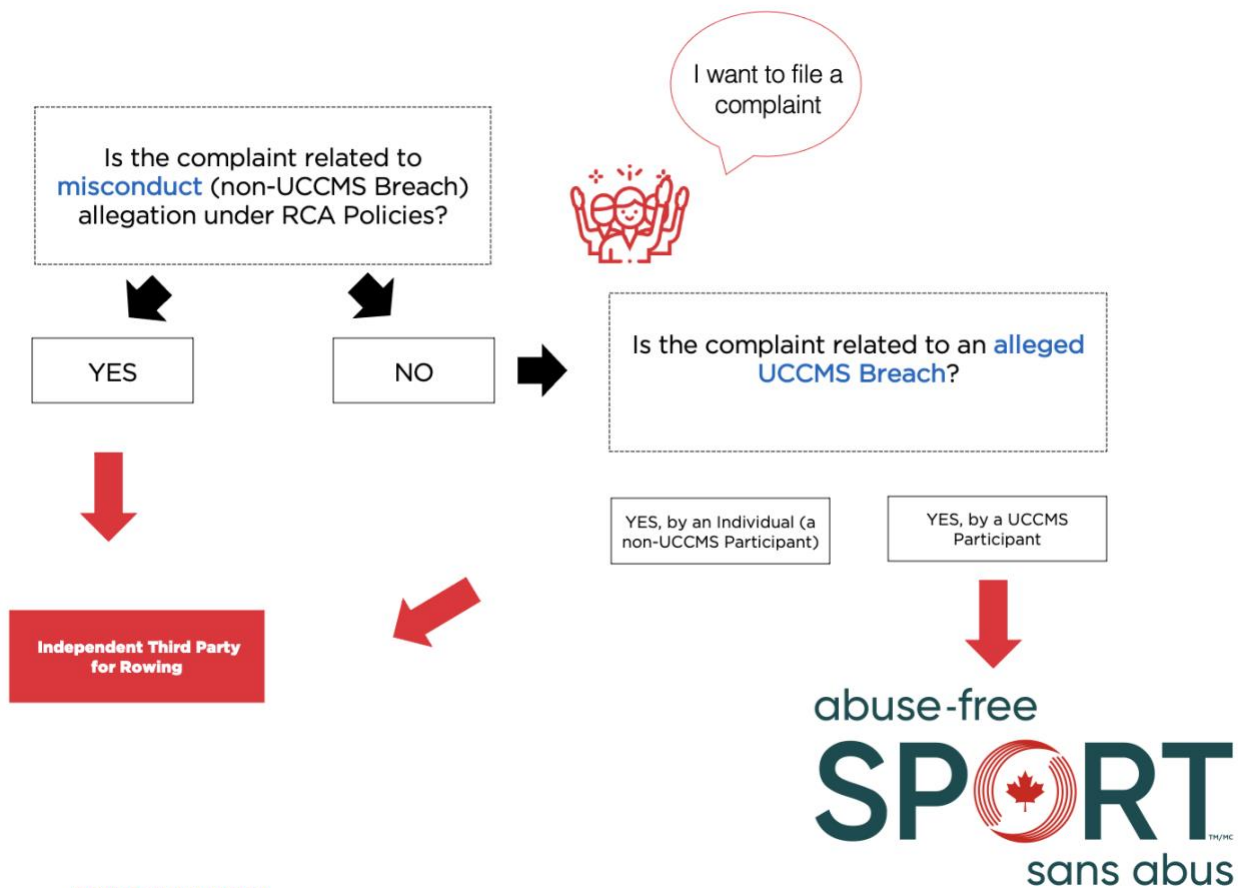 I want to file a
complaint
Is the complaint related to
misconduct (non-UCCMS Breach)
allegation under RCA Policies?
YES
NO
Is the complaint related to an alleged
UCCMS Breach?
YES, by an Individual (a
non-UCCMS Participant)
YES, by a UCCMS
Participant
Independent Third Party
for Rowing
abuse-free
SPORT
TM/MC
sans abus